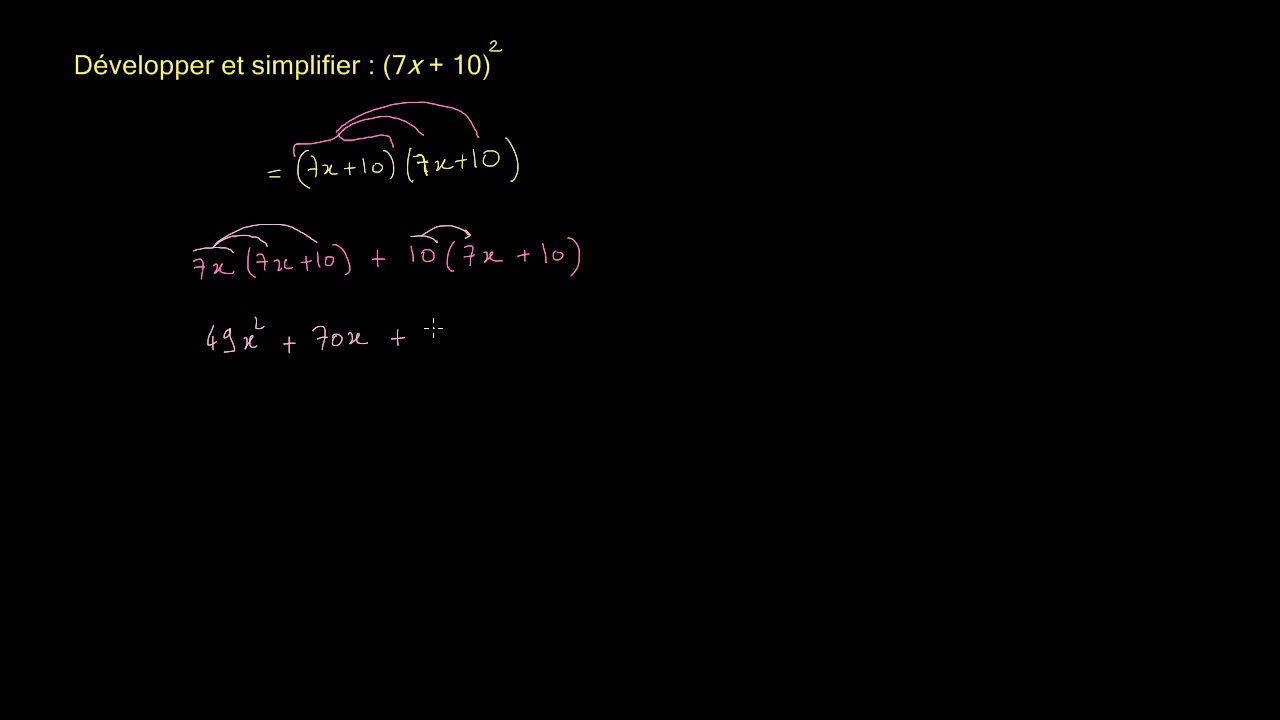 Développer et simplifier : (7x + 10)²
= (7x+10) (7x+10)
7x (7x+10) + 10 (7x + 10)
49x² + 70x +